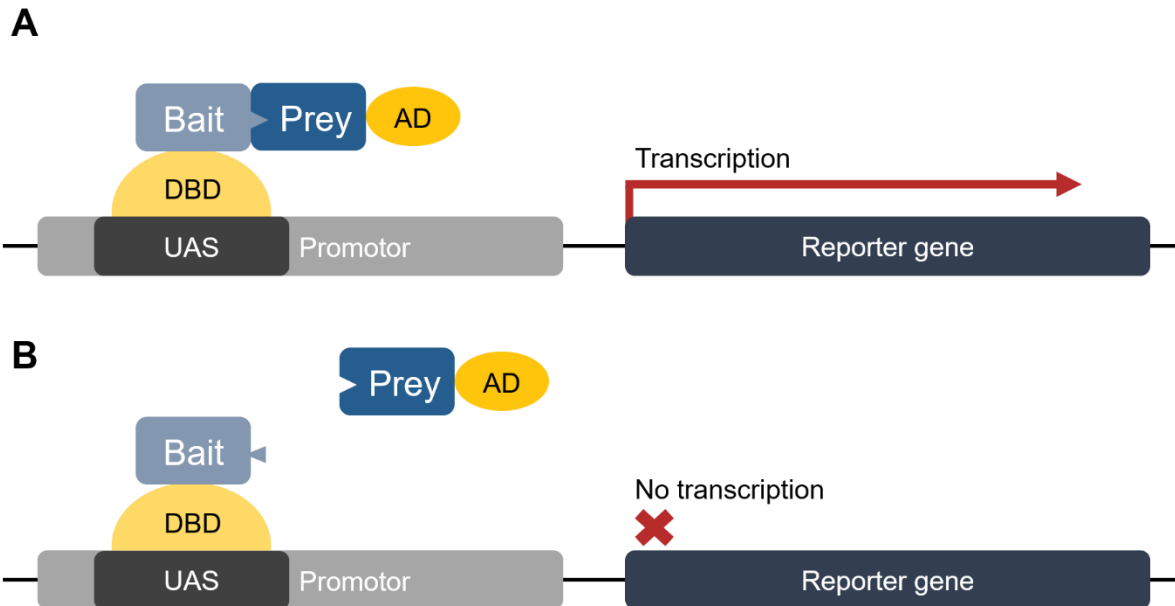 A
Bait Prey AD
Transcription
DBD
UAS Promotor Reporter gene
B
Prey AD
Bait
No transcription
DBD
UAS Promotor Reporter gene